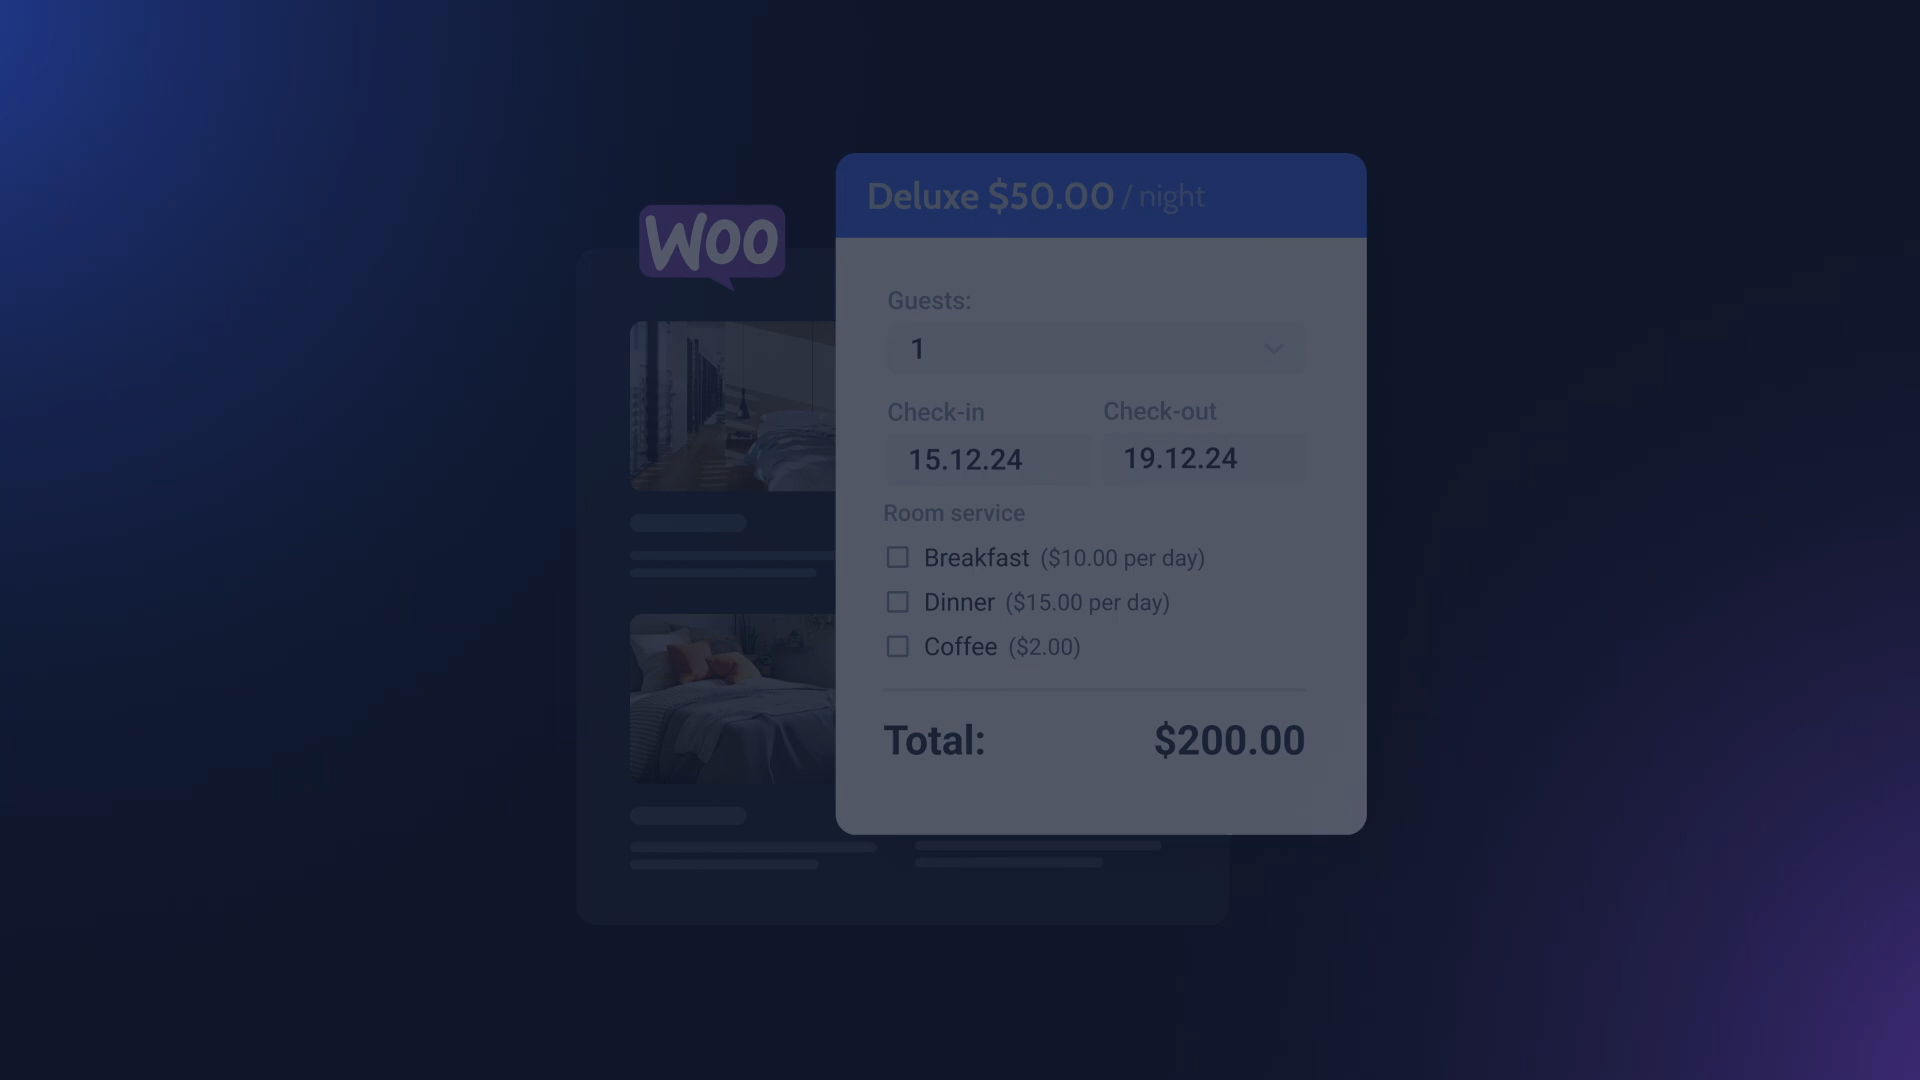 Woo
Deluxe $50.00 / night
Guests:
1
Check-in Check-out
15.12.24 19.12.24
Room service
Breakfast ($10.00 per day)
Dinner ($15.00 per day)
Coffee ($2.00)
Total: $200.00